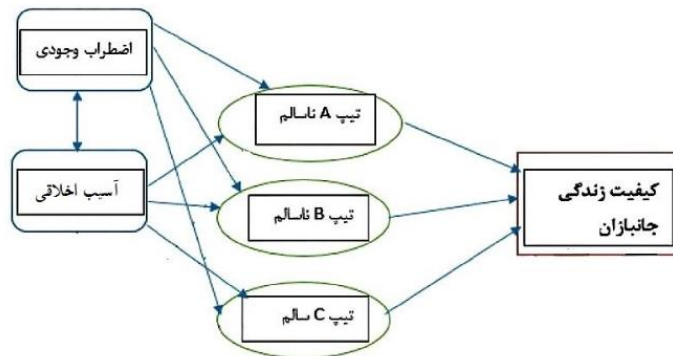 اضطراب وجودی
آسیب اخلاقی
تیپ A ناسالم
تیپ B ناسالم
تیپ C سالم
کیفیت زندگی
جانبازان